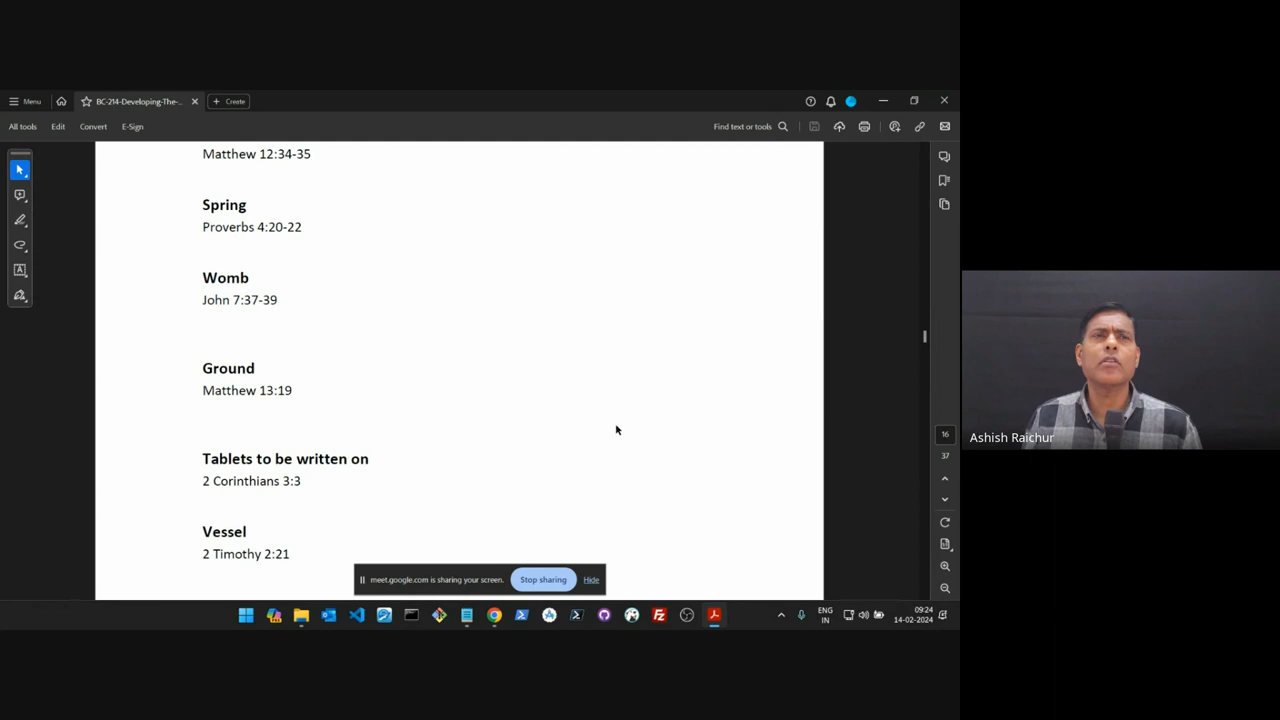 Menu
BC-214-Developing-The-...
Create
All tools
Edit
Convert
E-Sign
Find text or tools
Matthew 12:34-35
Spring
Proverbs 4:20-22
Womb
John 7:37-39
Ground
Matthew 13:19
Tablets to be written on
2 Corinthians 3:3
Vessel
2 Timothy 2:21
16
37
Ashish Raichur
meet.google.com is sharing your screen.
Stop sharing
Hide
ENG
IN
09:24
14-02-2024